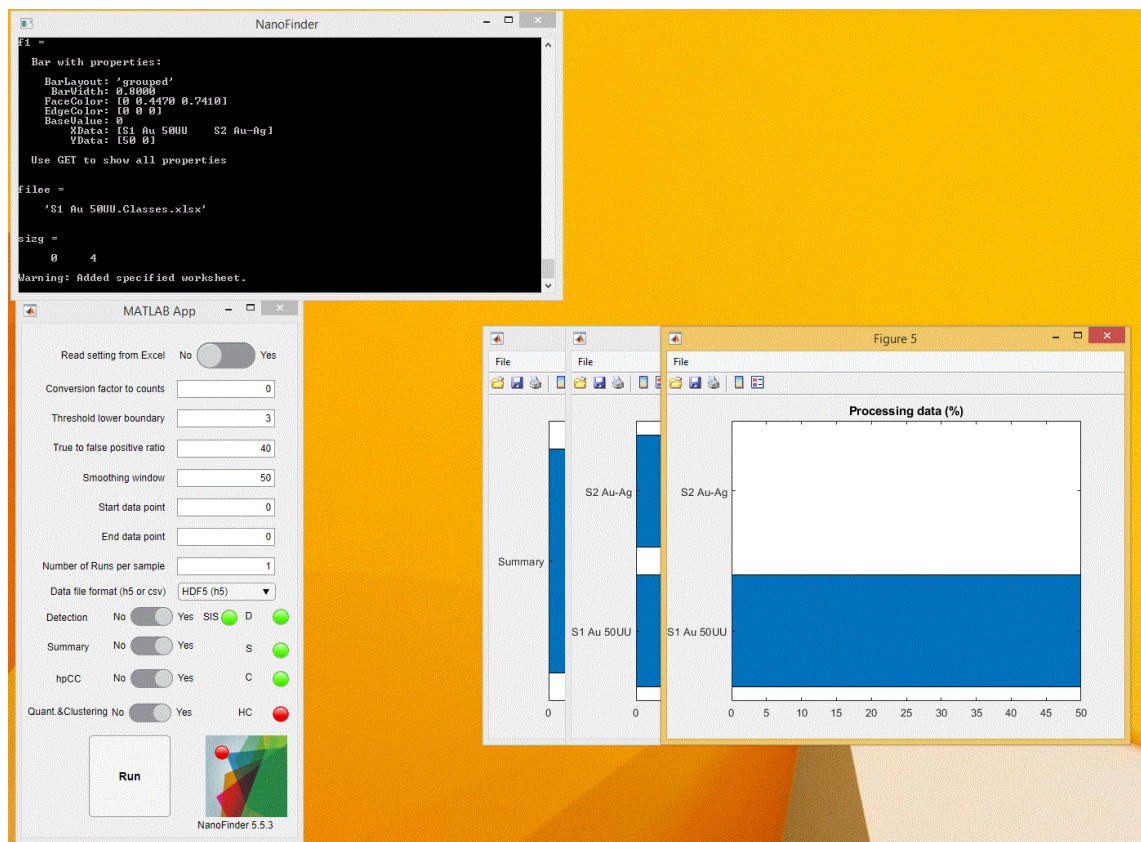 NanoFinder
f1 =
Bar with properties:
BarLayout: 'grouped'
BarWidth: 0.8000
FaceColor: [0 0.4470 0.7410]
EdgeColor: [0 0 0]
BaseValue: 0
XData: [S1 Au 50UU    S2 Au-Ag]
YData: [50 0]
Use GET to show all properties
filee =
'S1 Au 50UU.Classes.xlsx'
sizg =
0     4
Warning: Added specified worksheet.
MATLAB App
Read setting from Excel No Yes
Conversion factor to counts 0
Threshold lower boundary 3
True to false positive ratio 40
Smoothing window 50
Start data point 0
End data point 0
Number of Runs per sample 1
Data file format (h5 or csv) HDF5 (h5)
Detection No Yes SIS D
Summary No Yes S
hpCC No Yes C
Quant.&Clustering No Yes HC
Run
NanoFinder 5.5.3
File
Summary
0
File
S2 Au-Ag
S1 Au 50UU
0
Figure 5
File
Processing data (%)
S2 Au-Ag
S1 Au 50UU
0 5 10 15 20 25 30 35 40 45 50